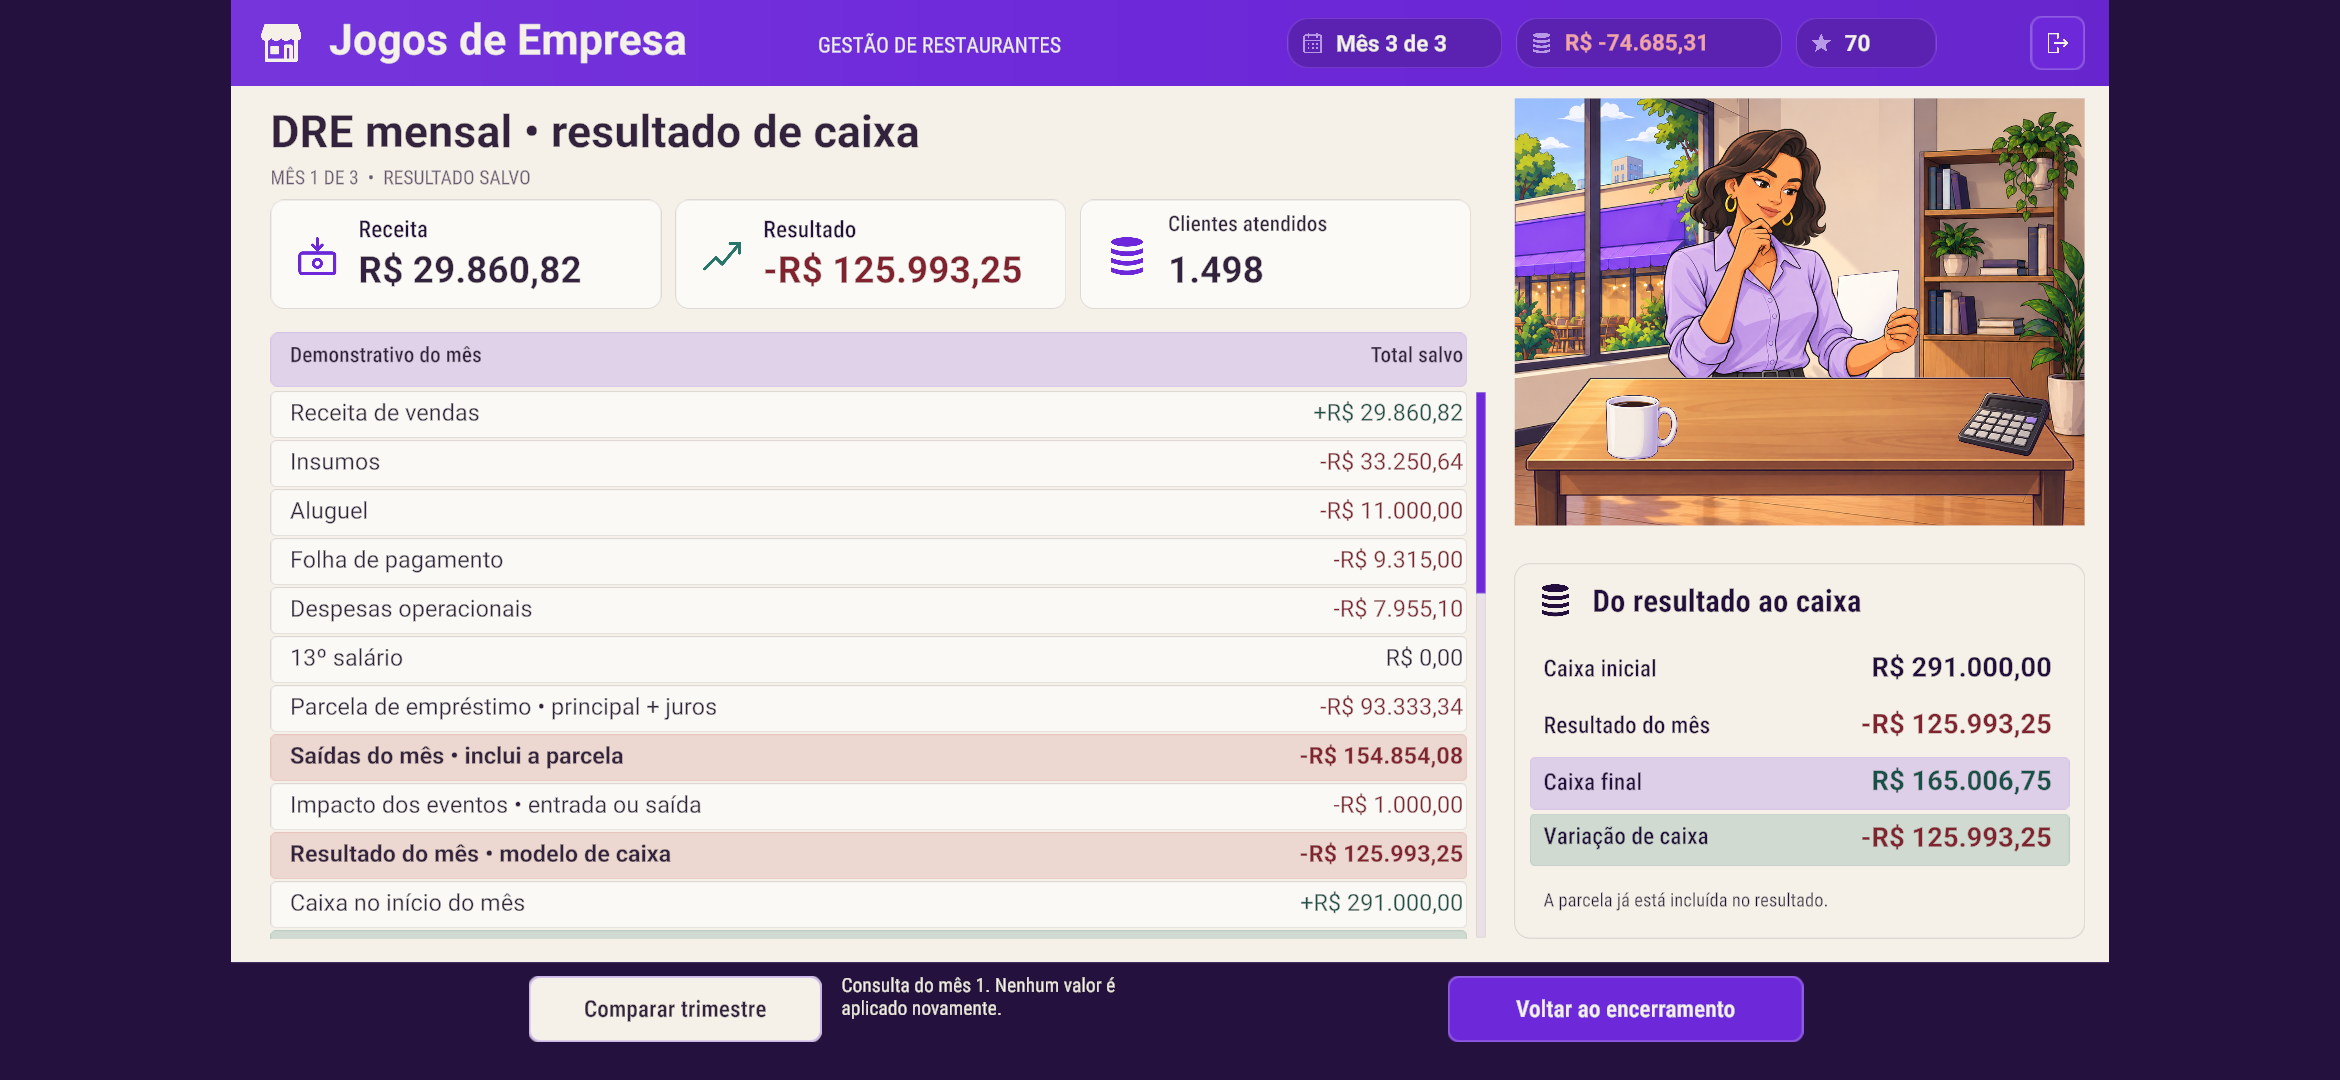 Jogos de Empresa
GESTÃO DE RESTAURANTES
Mês 3 de 3
R$ -74.685,31
70
DRE mensal • resultado de caixa
MÊS 1 DE 3 • RESULTADO SALVO
Receita
R$ 29.860,82
Resultado
-R$ 125.993,25
Clientes atendidos
1.498
Demonstrativo do mês Total salvo
Receita de vendas +R$ 29.860,82
Insumos -R$ 33.250,64
Aluguel -R$ 11.000,00
Folha de pagamento -R$ 9.315,00
Despesas operacionais -R$ 7.955,10
13º salário R$ 0,00
Parcela de empréstimo • principal + juros -R$ 93.333,34
Saídas do mês • inclui a parcela -R$ 154.854,08
Impacto dos eventos • entrada ou saída -R$ 1.000,00
Resultado do mês • modelo de caixa -R$ 125.993,25
Caixa no início do mês +R$ 291.000,00
Do resultado ao caixa
Caixa inicial R$ 291.000,00
Resultado do mês -R$ 125.993,25
Caixa final R$ 165.006,75
Variação de caixa -R$ 125.993,25
A parcela já está incluída no resultado.
Comparar trimestre
Consulta do mês 1. Nenhum valor é
aplicado novamente.
Voltar ao encerramento